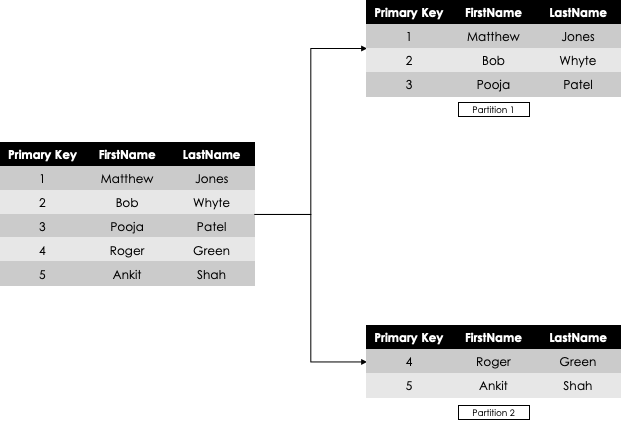 Primary Key FirstName LastName
1 Matthew Jones
2 Bob Whyte
3 Pooja Patel
Partition 1
Primary Key FirstName LastName
1 Matthew Jones
2 Bob Whyte
3 Pooja Patel
4 Roger Green
5 Ankit Shah
Primary Key FirstName LastName
4 Roger Green
5 Ankit Shah
Partition 2